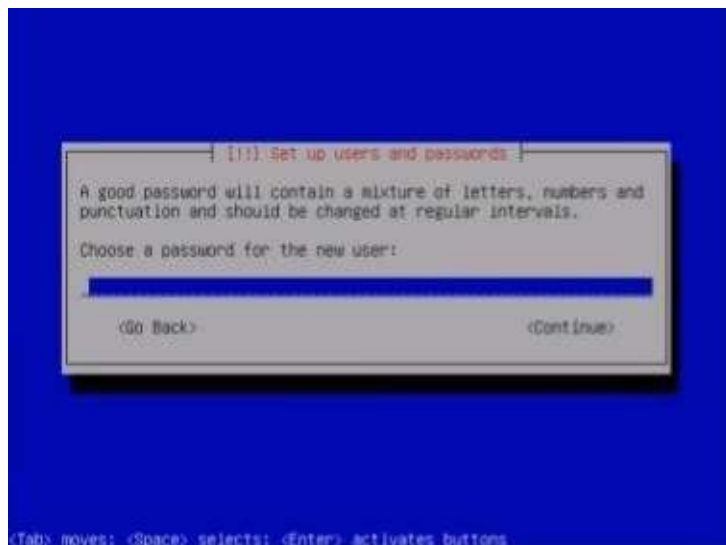 [!!] Set up users and passwords
A good password will contain a mixture of letters, numbers and
punctuation and should be changed at regular intervals.
Choose a password for the new user:
<Go Back> <Continue>
<Tab> moves; <Space> selects; <Enter> activates buttons